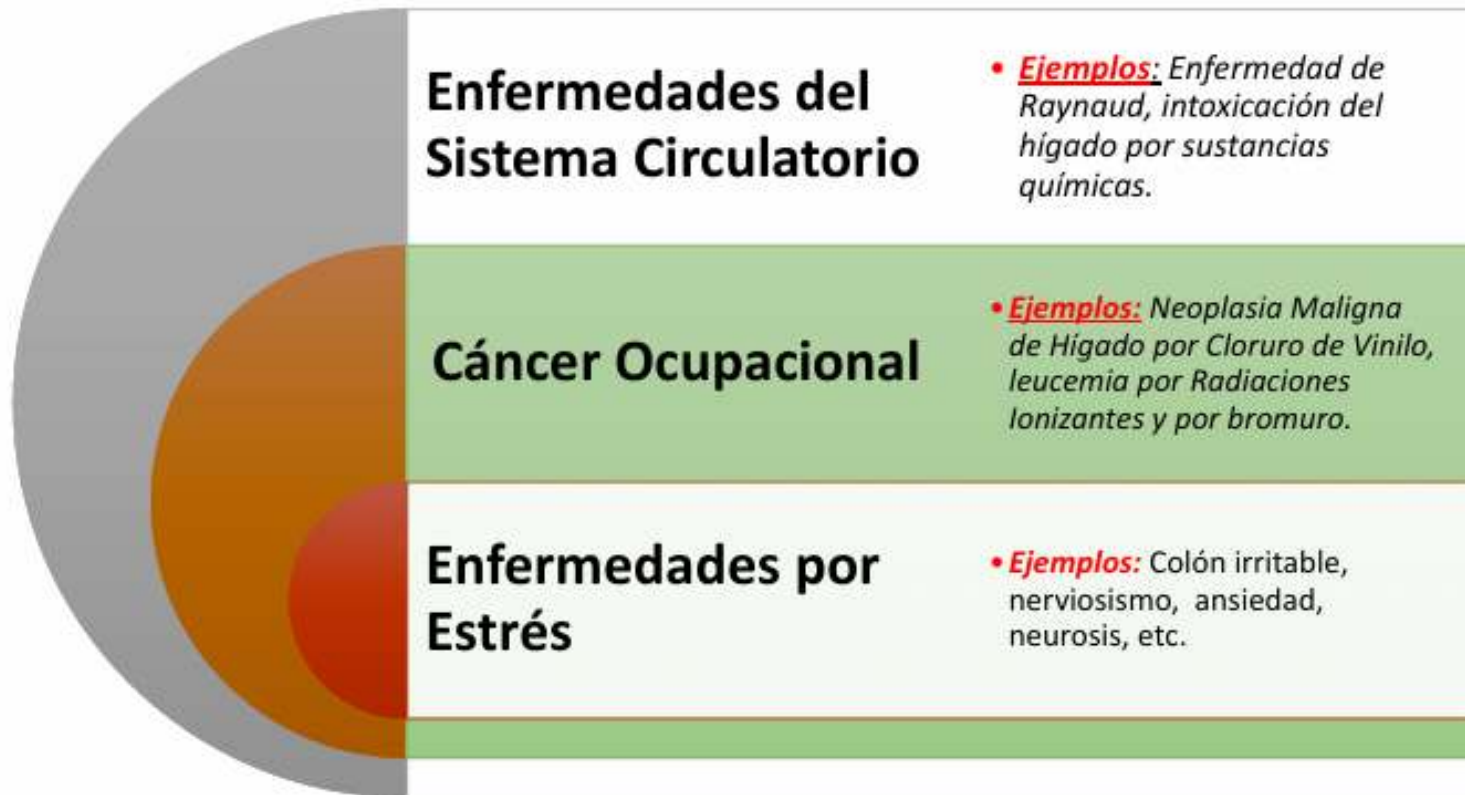 Enfermedades del
Sistema Circulatorio
• Ejemplos: Enfermedad de
Raynaud, intoxicación del
hígado por sustancias
químicas.
Cáncer Ocupacional
• Ejemplos: Neoplasia Maligna
de Higado por Cloruro de Vinilo,
leucemia por Radiaciones
Ionizantes y por bromuro.
Enfermedades por
Estrés
• Ejemplos: Colón irritable,
nerviosismo, ansiedad,
neurosis, etc.